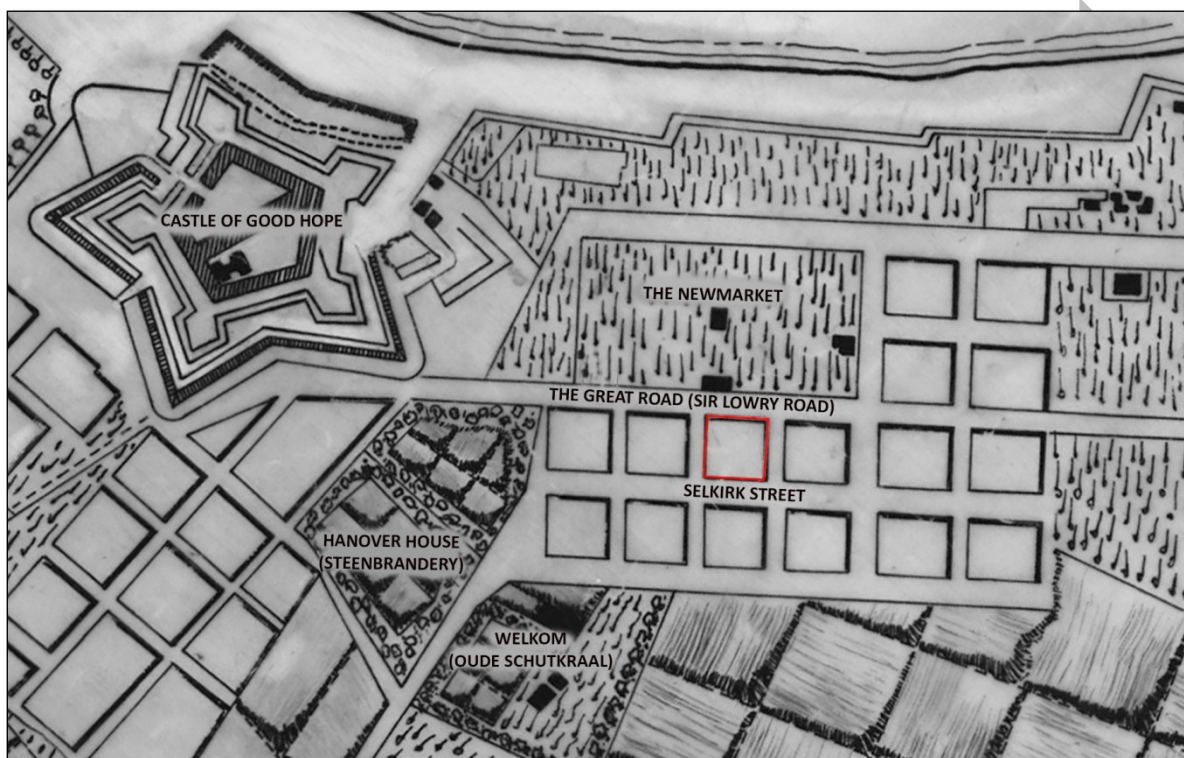 CASTLE OF GOOD HOPE
THE NEWMARKET
THE GREAT ROAD (SIR LOWRY ROAD)
SELKIRK STREET
HANOVER HOUSE
(STEENBRANDERY)
WELKOM
(OUDE SCHUTKRAAL)